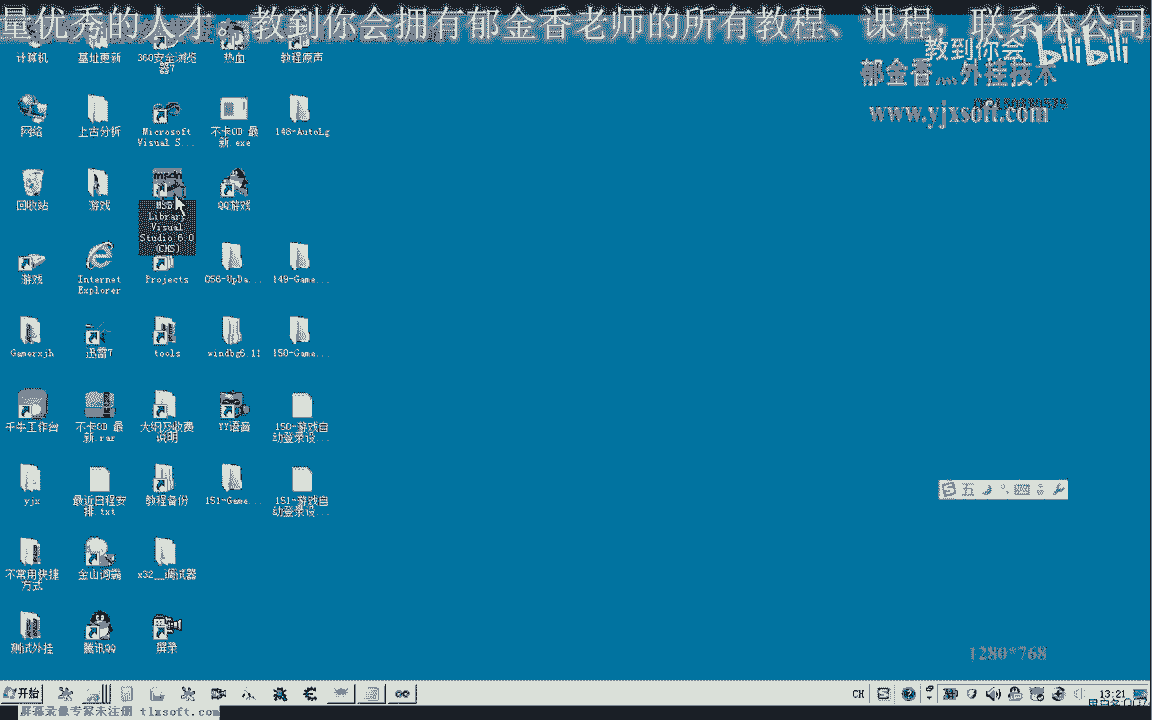 量优秀的人才。教到你会拥有郁金香老师的所有教程、课程，联系本公司
教到你会
bilibili
郁金香灬外挂技术
www.yjxsoft.com
计算机
基址更新
360安全浏览
器7
热血
教程原声
网络
上古分析
Microsoft
Visual S...
不卡OD 最
新.exe
148-AutoLg
回收站
游戏
Library
Visual
Studio 6.0
(CHS)
QQ游戏
游戏
Internet
Explorer
Projects
056-UpDa...
149-Game...
Gamerxjh
迅雷7
tools
windbg6.11
150-Game...
千牛工作台
不卡OD 最
新.rar
大纲及收费
说明
YY语音
150-游戏自
动登录设...
yjx
最近日程安
排.txt
教程备份
151-Game...
151-游戏自
动登录设...
不常用快捷
方式
金山词霸
x32__调试器
测试外挂
腾讯QQ
屏录
五
1280*768
开始
CH
13:21
屏幕录像专家未注册 tlxsoft.com